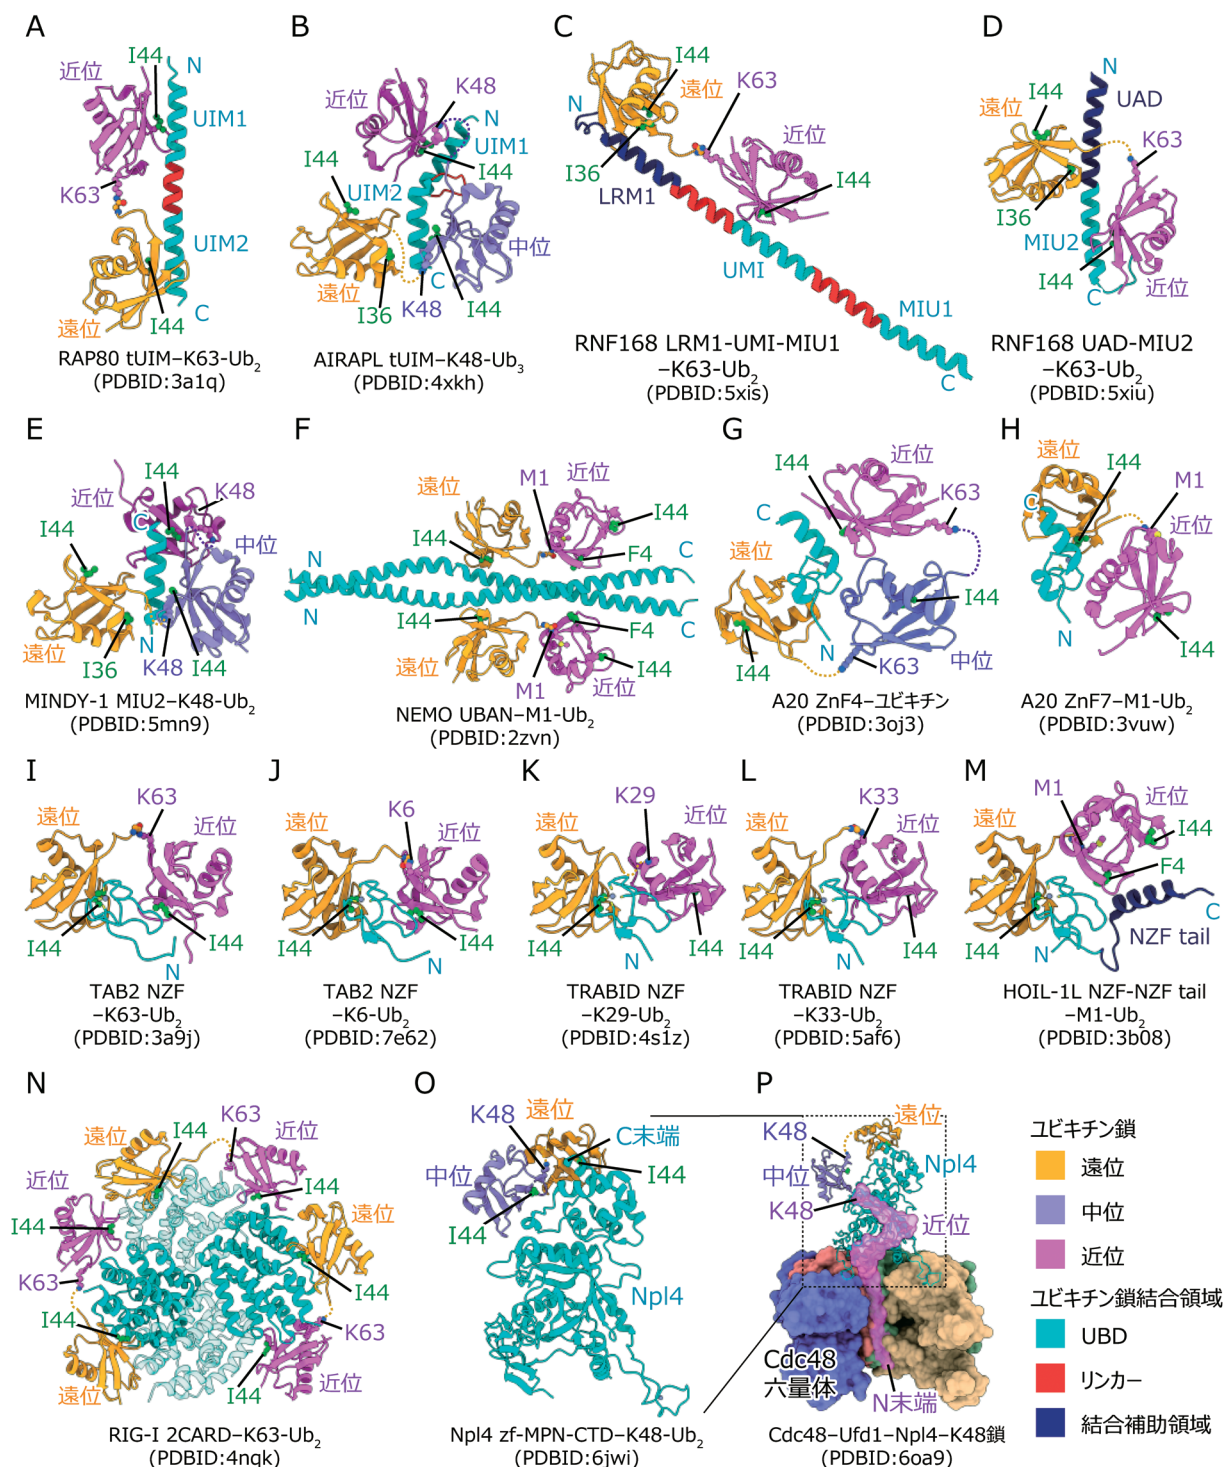 A
I44
近位
N
UIM1
K63
UIM2
I44
遠位
C
RAP80 tUIM–K63-Ub2
(PDBID:3a1q)
B
近位
K48
N
UIM1
I44
I44
UIM2
中位
遠位
C
I36
K48
I44
AIRAPL tUIM–K48-Ub3
(PDBID:4xkh)
C
I44
遠位
K63
N
近位
I36
LRM1
I44
UMI
MIU1
C
RNF168 LRM1-UMI-MIU1
–K63-Ub2
(PDBID:5xis)
D
N
I44
UAD
遠位
K63
I36
MIU2
I44
C
近位
RNF168 UAD-MIU2
–K63-Ub2
(PDBID:5xiu)
E
近位
I44
K48
C
I44
中位
遠位
N
I36
K48
I44
MINDY-1 MIU2–K48-Ub2
(PDBID:5mn9)
F
遠位
M1
近位
I44
I44
F4
N
C
N
C
I44
F4
遠位
I44
M1
近位
NEMO UBAN–M1-Ub2
(PDBID:2zvn)
G
I44
近位
K63
C
遠位
I44
N
I44
K63
中位
A20 ZnF4–ユビキチン
(PDBID:3oj3)
H
遠位
I44
M1
C
近位
N
I44
A20 ZnF7–M1-Ub2
(PDBID:3vuw)
I
K63
遠位
近位
I44
I44
N
TAB2 NZF
–K63-Ub2
(PDBID:3a9j)
J
遠位
K6
近位
I44
I44
N
TAB2 NZF
–K6-Ub2
(PDBID:7e62)
K
K29
遠位
近位
I44
I44
N
TRABID NZF
–K29-Ub2
(PDBID:4s1z)
L
K33
遠位
近位
I44
I44
N
TRABID NZF
–K33-Ub2
(PDBID:5af6)
M
M1
近位
遠位
I44
F4
C
I44
NZF tail
N
HOIL-1L NZF-NZF tail
–M1-Ub2
(PDBID:3b08)
N
遠位
I44
K63
近位
近位
I44
I44
遠位
K63
I44
I44
K63
遠位
I44
近位
RIG-I 2CARD–K63-Ub2
(PDBID:4nqk)
O
K48
遠位
C末端
中位
I44
I44
Npl4
Npl4 zf-MPN-CTD–K48-Ub2
(PDBID:6jwi)
P
遠位
K48
中位
Npl4
K48
近位
Cdc48
六量体
N末端
Cdc48–Ufd1–Npl4–K48鎖
(PDBID:6oa9)
ユビキチン鎖
遠位
中位
近位
ユビキチン鎖結合領域
UBD
リンカー
結合補助領域